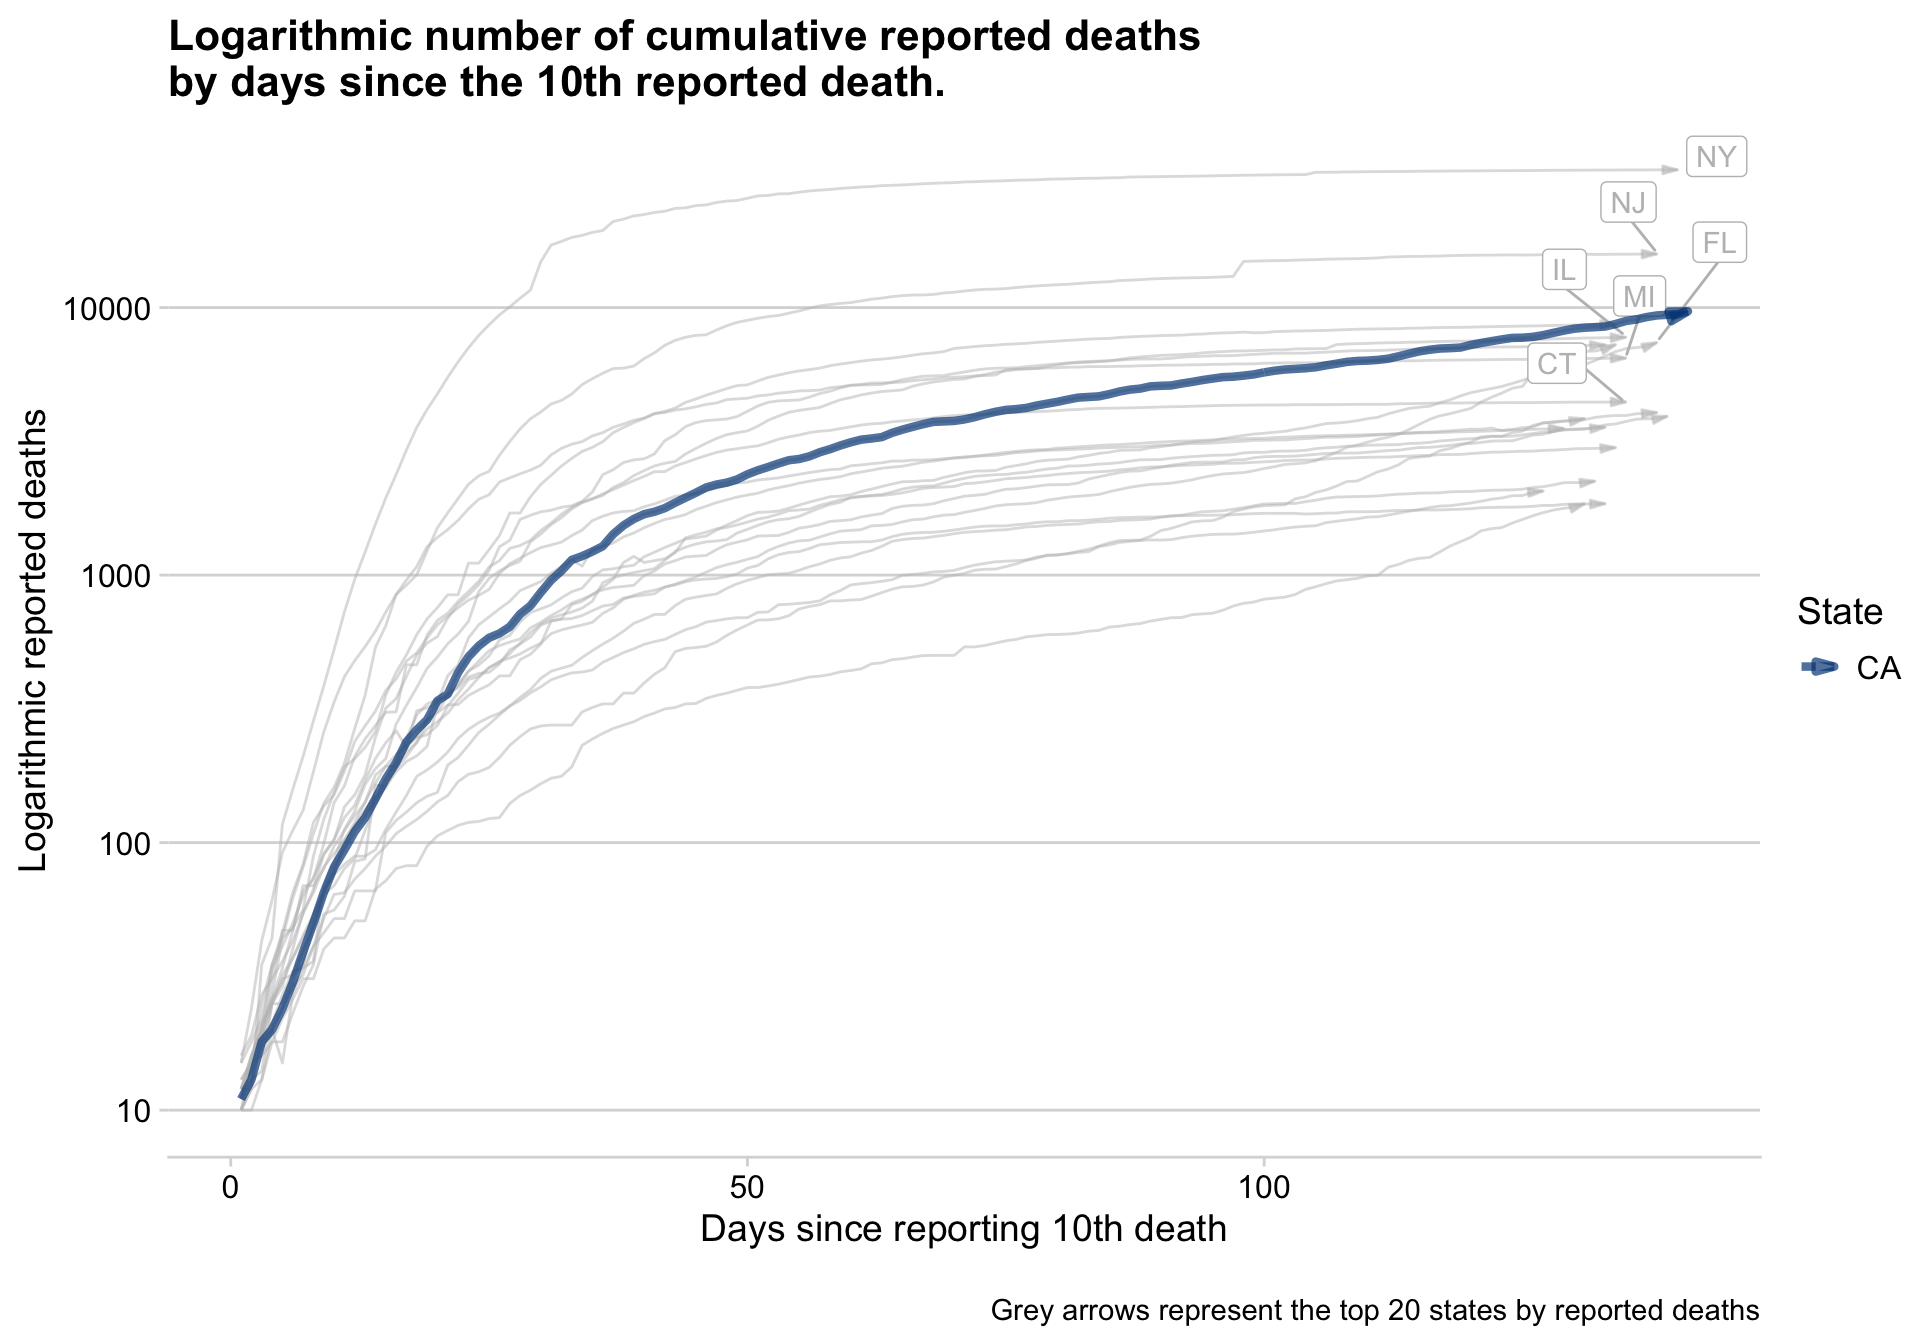 Logarithmic number of cumulative reported deaths
by days since the 10th reported death.
NY
NJ
FL
IL
MI
CT
10000
1000
100
10
Logarithmic reported deaths
0
50
100
Days since reporting 10th death
State
CA
Grey arrows represent the top 20 states by reported deaths